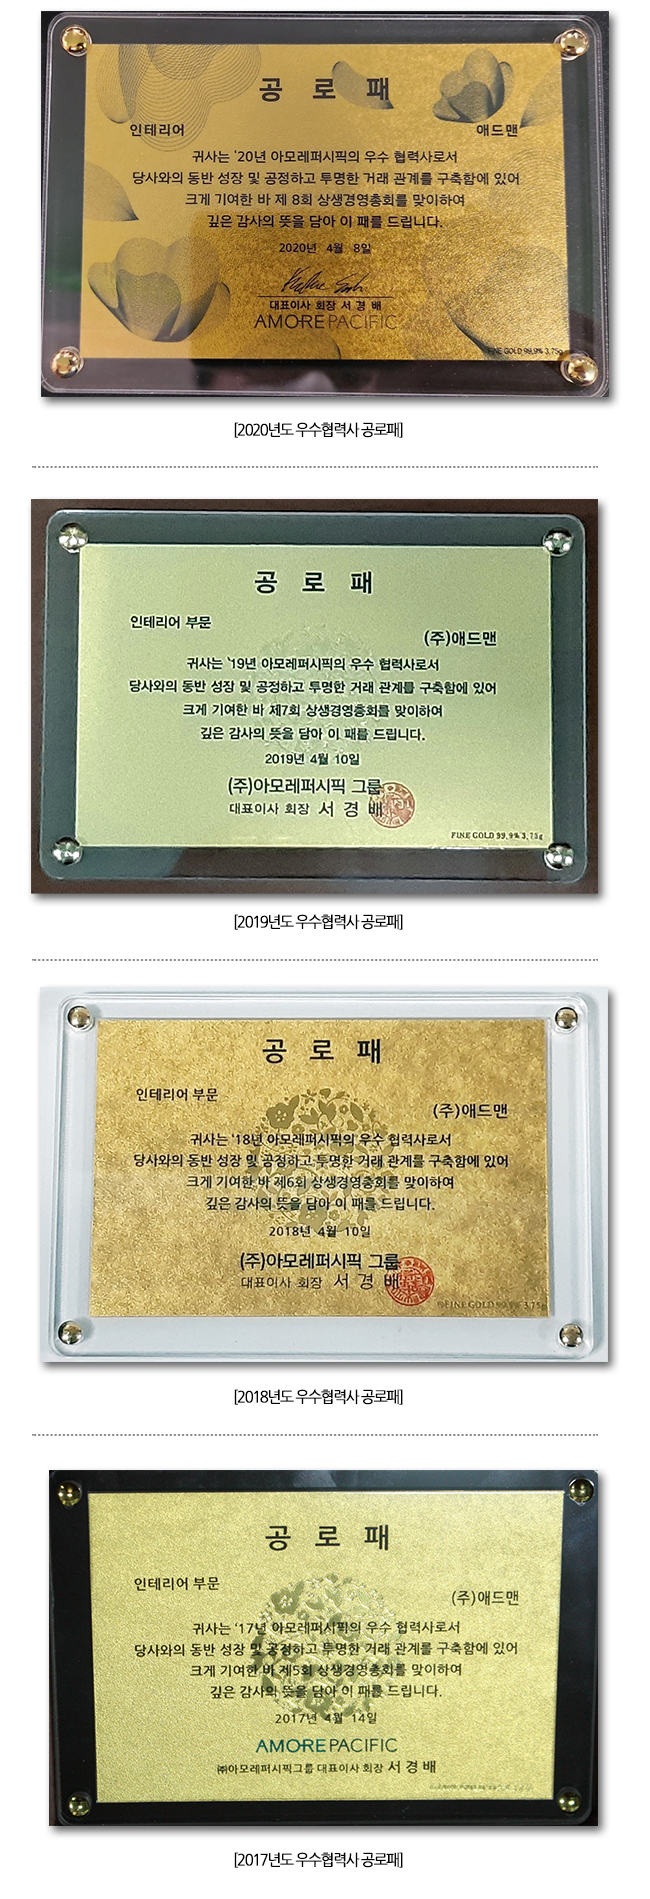 공 로 패
인테리어
애드맨
귀사는 '20년 아모레퍼시픽의 우수 협력사로서
당사와의 동반 성장 및 공정하고 투명한 거래 관계를 구축함에 있어
크게 기여한 바 제 8회 상생경영총회를 맞이하여
깊은 감사의 뜻을 담아 이 패를 드립니다.
2020년 4월 8일
대표이사 회장 서 경 배
AMOREPACIFIC
FINE GOLD 99.9% 3.75g
[2020년도 우수협력사 공로패]
공 로 패
인테리어 부문
(주)애드맨
귀사는 '19년 아모레퍼시픽의 우수 협력사로서
당사와의 동반 성장 및 공정하고 투명한 거래 관계를 구축함에 있어
크게 기여한 바 제7회 상생경영총회를 맞이하여
깊은 감사의 뜻을 담아 이 패를 드립니다.
2019년 4월 10일
(주)아모레퍼시픽 그룹
대표이사 회장 서 경 배
FINE GOLD 99.9% 3.75g
[2019년도 우수협력사 공로패]
공 로 패
인테리어 부문
(주)애드맨
귀사는 '18년 아모레퍼시픽의 우수 협력사로서
당사와의 동반 성장 및 공정하고 투명한 거래 관계를 구축함에 있어
크게 기여한 바 제6회 상생경영총회를 맞이하여
깊은 감사의 뜻을 담아 이 패를 드립니다.
2018년 4월 10일
(주)아모레퍼시픽 그룹
대표이사 회장 서 경 배
FINE GOLD 99.9% 3.75g
[2018년도 우수협력사 공로패]
공 로 패
인테리어 부문
(주)애드맨
귀사는 '17년 아모레퍼시픽의 우수 협력사로서
당사와의 동반 성장 및 공정하고 투명한 거래 관계를 구축함에 있어
크게 기여한 바 제5회 상생경영총회를 맞이하여
깊은 감사의 뜻을 담아 이 패를 드립니다.
2017년 4월 14일
AMOREPACIFIC
㈜아모레퍼시픽그룹 대표이사 회장 서 경 배
[2017년도 우수협력사 공로패]